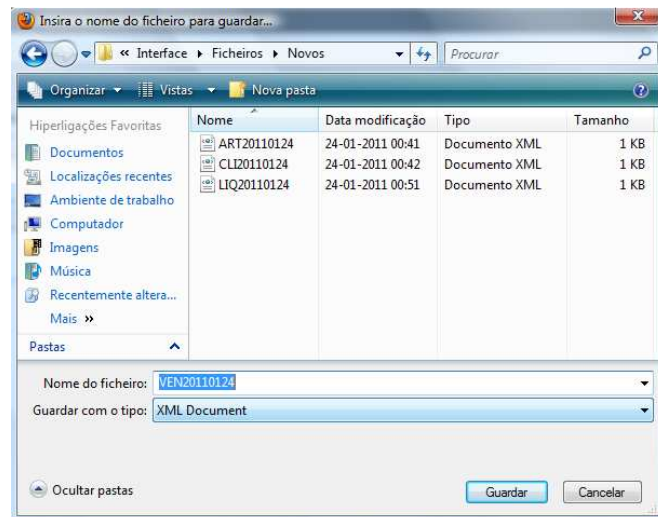 Insira o nome do ficheiro para guardar...
« Interface ▸ Ficheiros ▸ Novos Procurar
Organizar Vistas Nova pasta
Hiperligações Favoritas
Documentos
Localizações recentes
Ambiente de trabalho
Computador
Imagens
Música
Recentemente altera...
Mais »
Pastas
Nome Data modificação Tipo Tamanho
ART20110124 24-01-2011 00:41 Documento XML 1 KB
CLI20110124 24-01-2011 00:42 Documento XML 1 KB
LIQ20110124 24-01-2011 00:51 Documento XML 1 KB
Nome do ficheiro: VEN20110124
Guardar com o tipo: XML Document
Ocultar pastas Guardar Cancelar